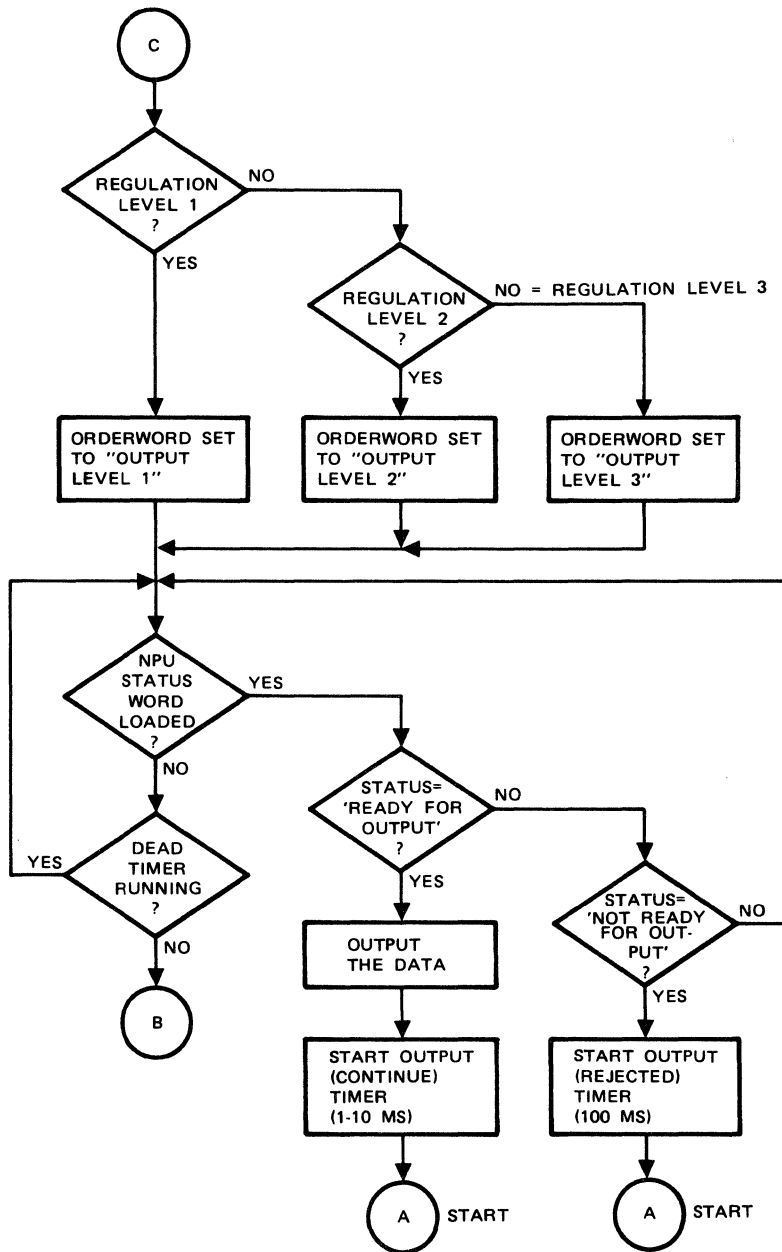 C
REGULATION
LEVEL 1
?
NO
YES
REGULATION
LEVEL 2
?
NO = REGULATION LEVEL 3
YES
ORDERWORD SET
TO "OUTPUT
LEVEL 1"
ORDERWORD SET
TO "OUTPUT
LEVEL 2"
ORDERWORD SET
TO "OUTPUT
LEVEL 3"
NPU
STATUS
WORD
LOADED
?
YES
NO
STATUS=
'READY FOR
OUTPUT'
?
NO
YES
DEAD
TIMER
RUNNING
?
YES
NO
STATUS=
'NOT READY
FOR OUT-
PUT'
?
NO
YES
OUTPUT
THE DATA
B
START OUTPUT
(CONTINUE)
TIMER
(1-10 MS)
START OUTPUT
(REJECTED)
TIMER
(100 MS)
A START
A START